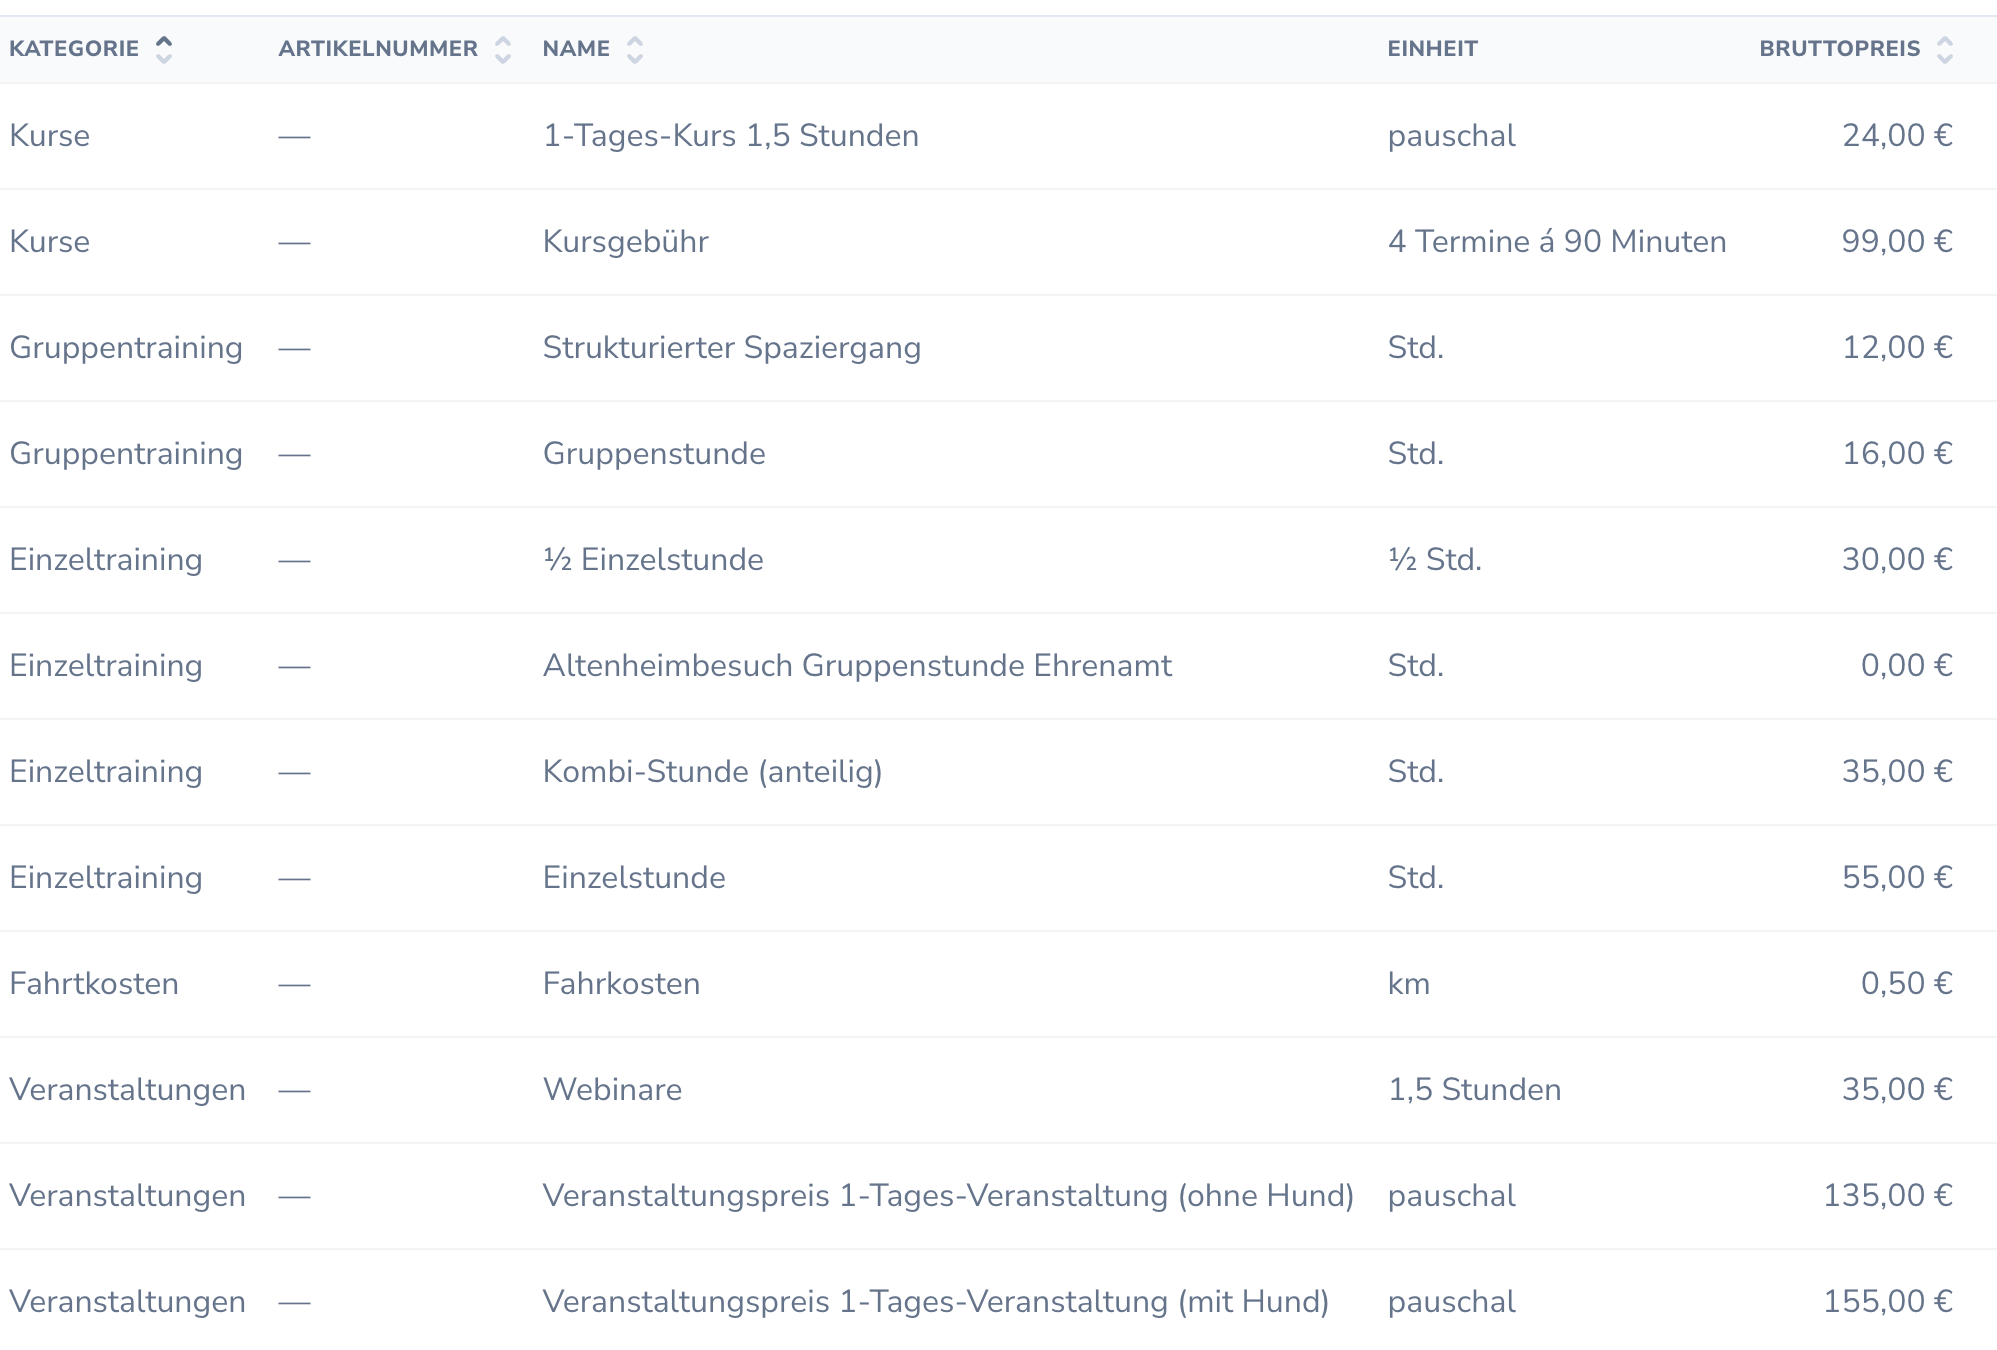 KATEGORIE ARTIKELNUMMER NAME EINHEIT BRUTTOPREIS
Kurse — 1-Tages-Kurs 1,5 Stunden pauschal 24,00 €
Kurse — Kursgebühr 4 Termine á 90 Minuten 99,00 €
Gruppentraining — Strukturierter Spaziergang Std. 12,00 €
Gruppentraining — Gruppenstunde Std. 16,00 €
Einzeltraining — ½ Einzelstunde ½ Std. 30,00 €
Einzeltraining — Altenheimbesuch Gruppenstunde Ehrenamt Std. 0,00 €
Einzeltraining — Kombi-Stunde (anteilig) Std. 35,00 €
Einzeltraining — Einzelstunde Std. 55,00 €
Fahrtkosten — Fahrkosten km 0,50 €
Veranstaltungen — Webinare 1,5 Stunden 35,00 €
Veranstaltungen — Veranstaltungspreis 1-Tages-Veranstaltung (ohne Hund) pauschal 135,00 €
Veranstaltungen — Veranstaltungspreis 1-Tages-Veranstaltung (mit Hund) pauschal 155,00 €